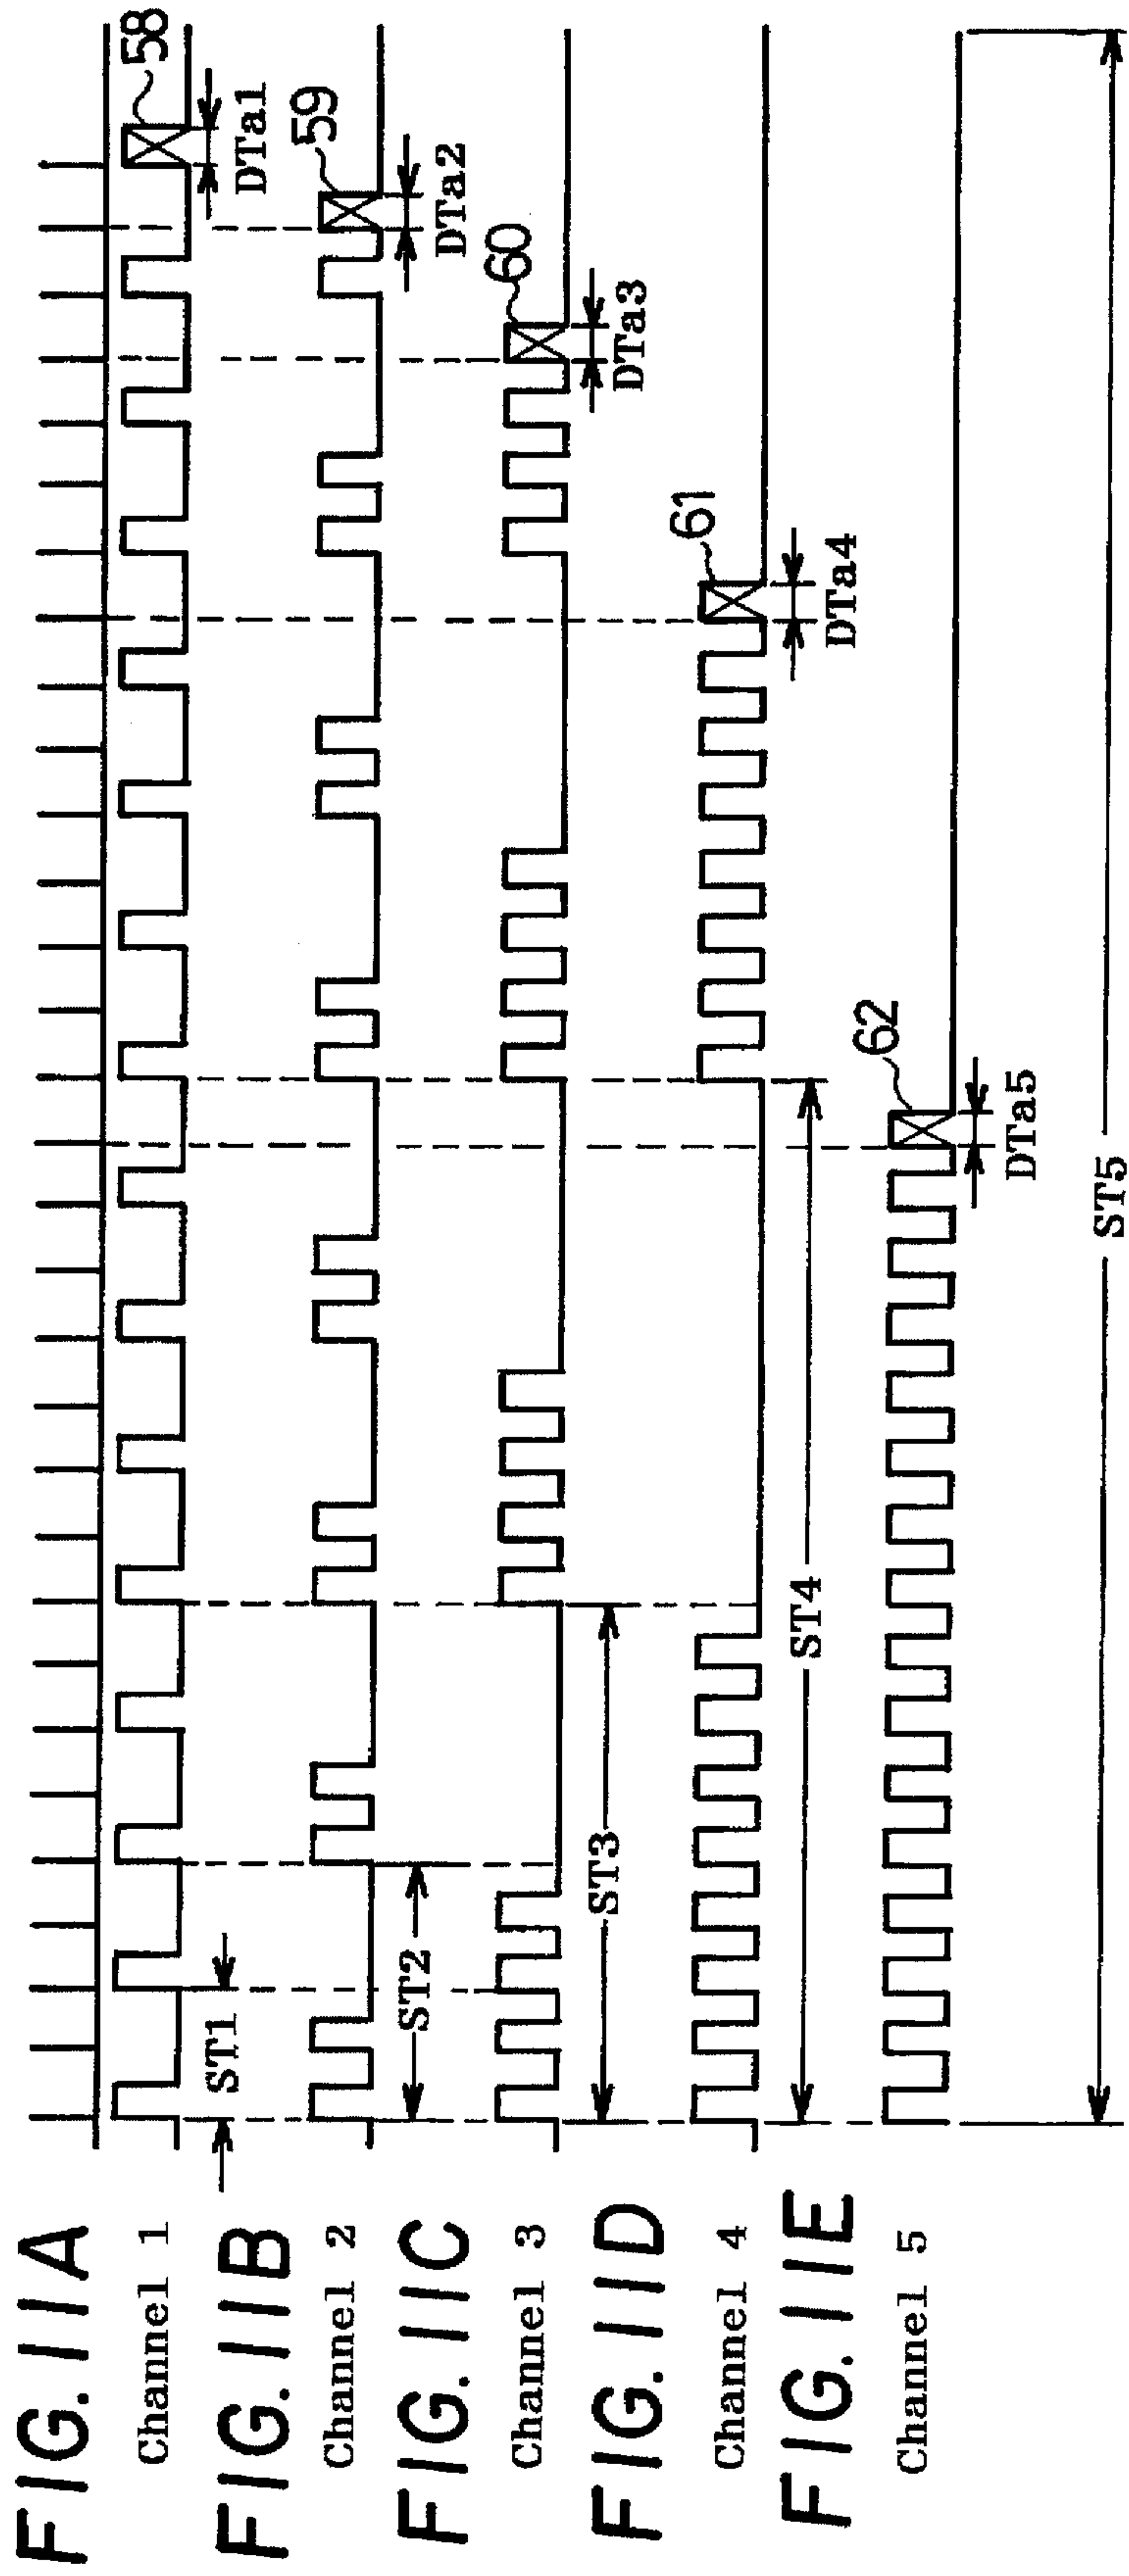 FIG. 11A
Channel 1
58
DTa1
ST1
FIG. 11B
Channel 2
59
DTa2
ST2
FIG. 11C
Channel 3
60
DTa3
ST3
FIG. 11D
Channel 4
61
DTa4
ST4
FIG. 11E
Channel 5
62
DTa5
ST5